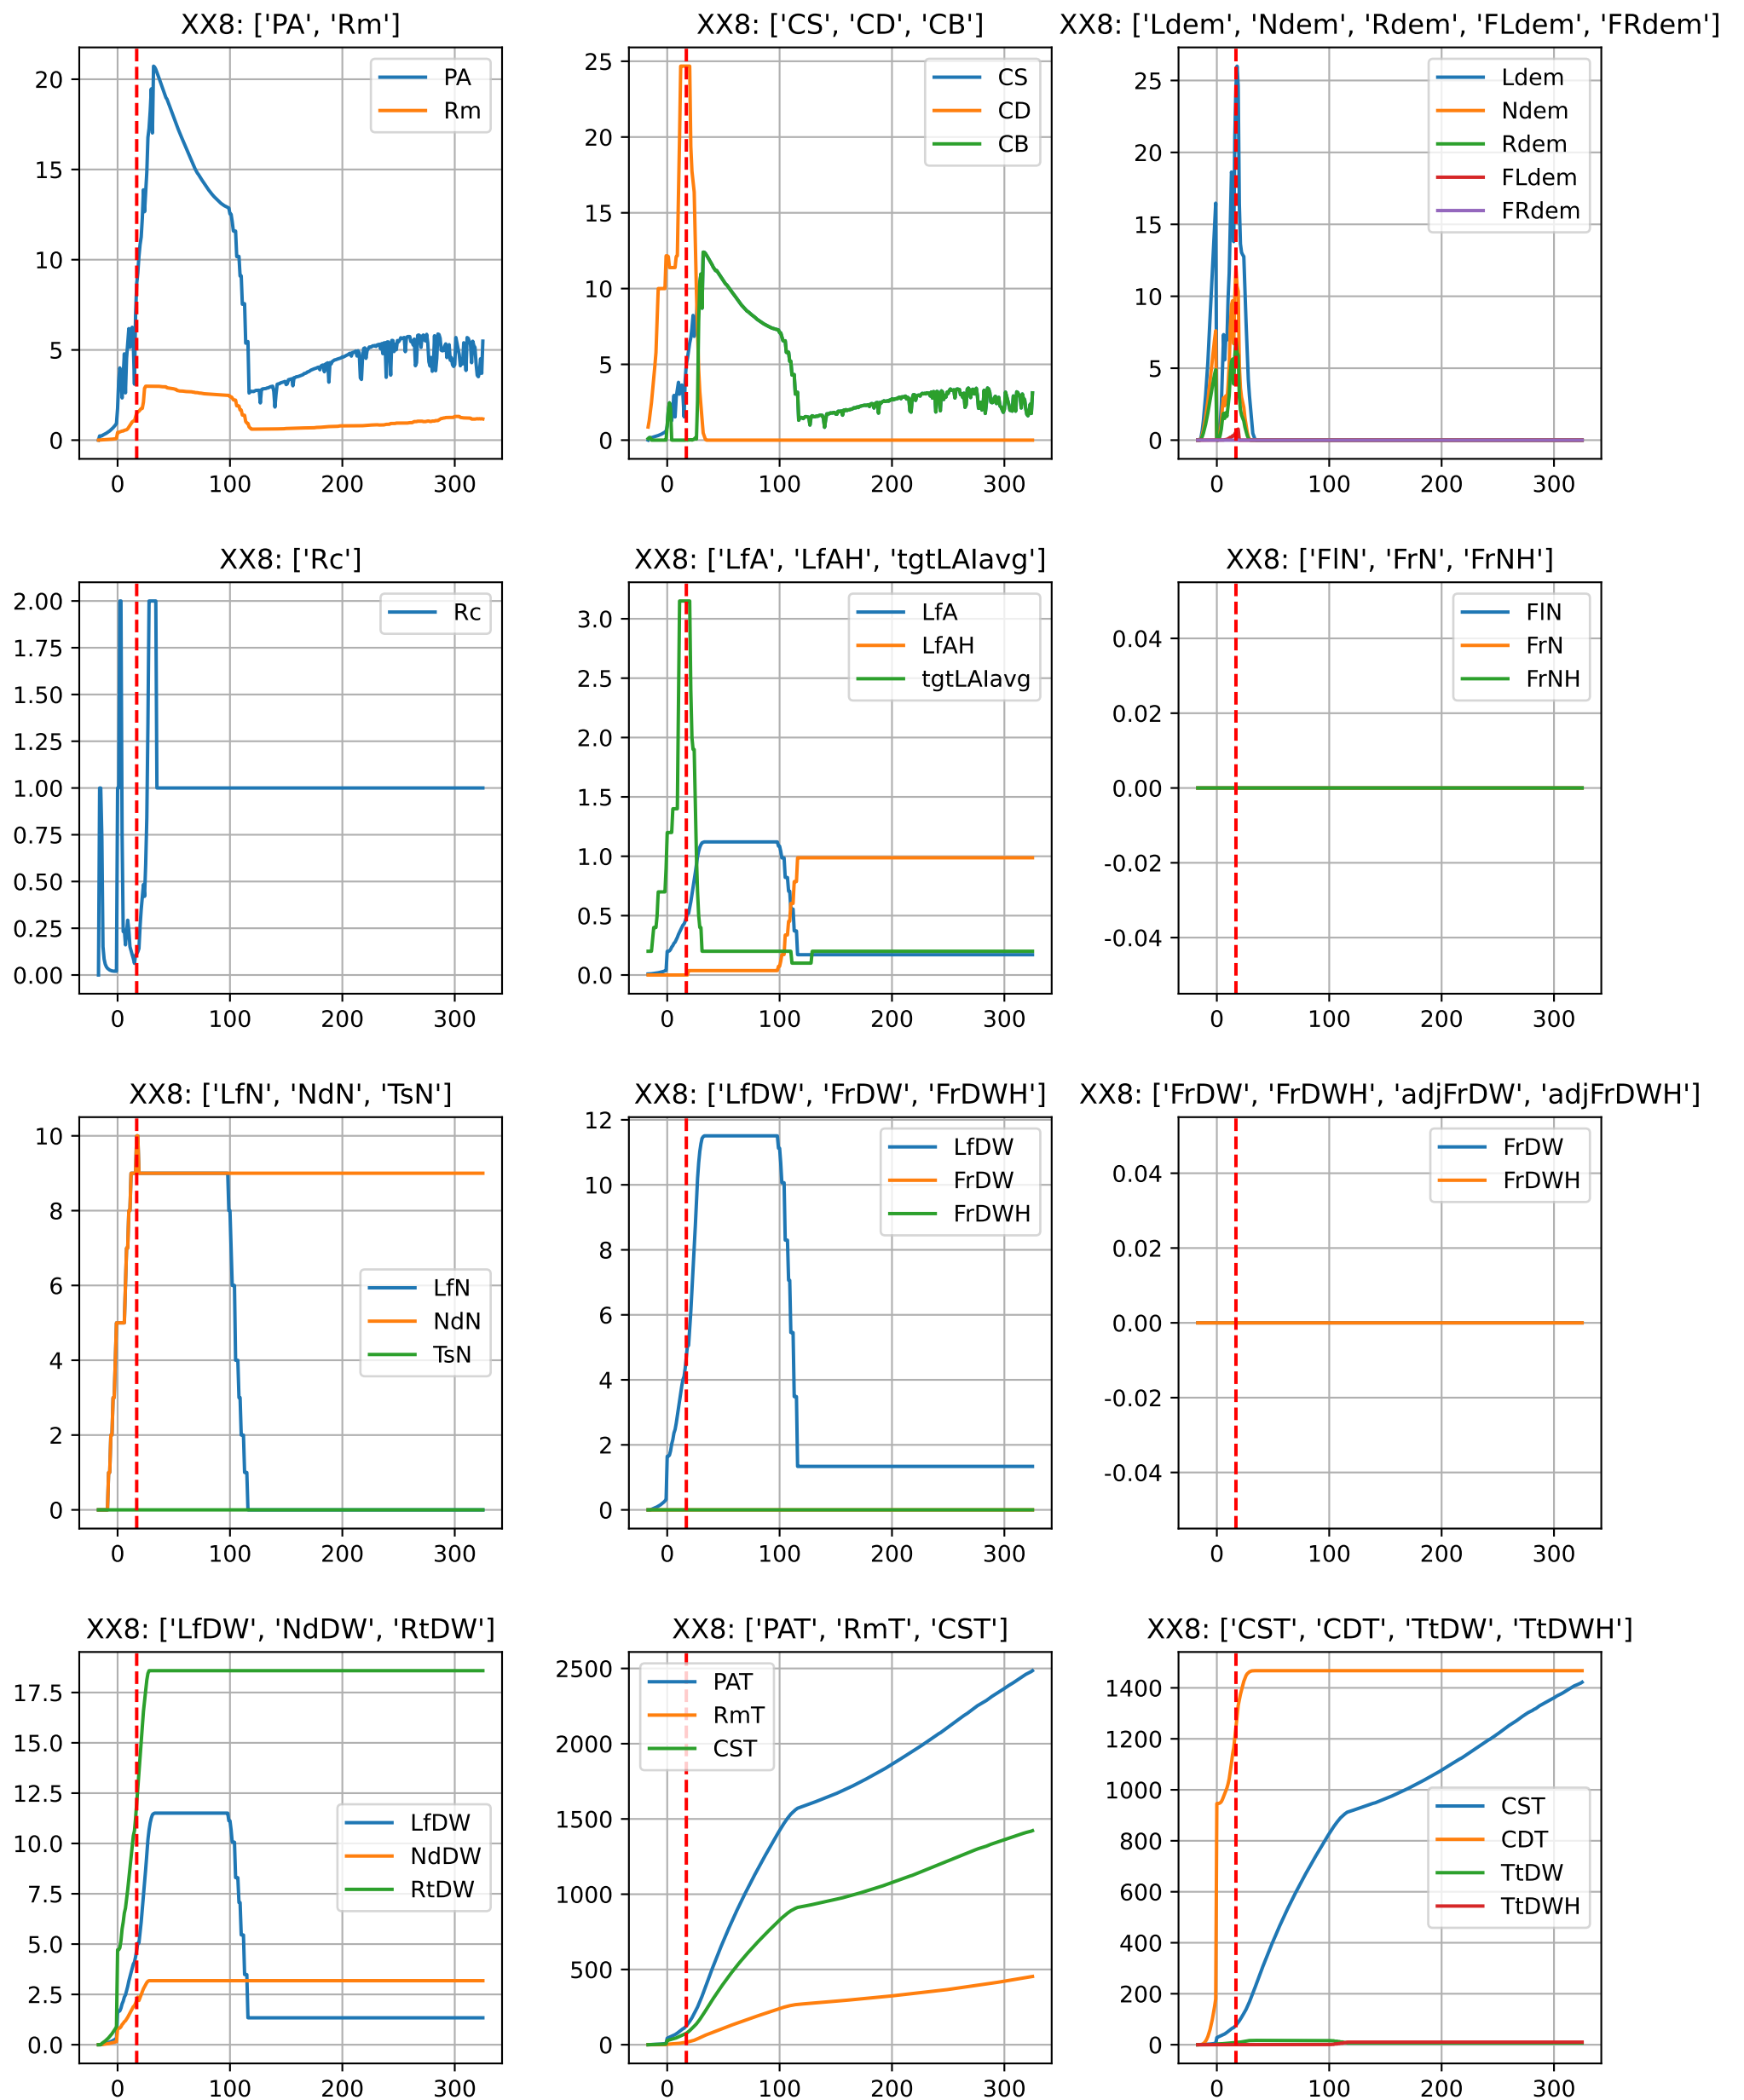 XX8: ['PA', 'Rm']
20
15
10
5
0
0 100 200 300
PA
Rm
XX8: ['CS', 'CD', 'CB']
25
20
15
10
5
0
0 100 200 300
CS
CD
CB
XX8: ['Ldem', 'Ndem', 'Rdem', 'FLdem', 'FRdem']
25
20
15
10
5
0
0 100 200 300
Ldem
Ndem
Rdem
FLdem
FRdem
XX8: ['Rc']
2.00
1.75
1.50
1.25
1.00
0.75
0.50
0.25
0.00
0 100 200 300
Rc
XX8: ['LfA', 'LfAH', 'tgtLAIavg']
3.0
2.5
2.0
1.5
1.0
0.5
0.0
0 100 200 300
LfA
LfAH
tgtLAIavg
XX8: ['FlN', 'FrN', 'FrNH']
0.04
0.02
0.00
-0.02
-0.04
0 100 200 300
FlN
FrN
FrNH
XX8: ['LfN', 'NdN', 'TsN']
10
8
6
4
2
0
0 100 200 300
LfN
NdN
TsN
XX8: ['LfDW', 'FrDW', 'FrDWH']
12
10
8
6
4
2
0
0 100 200 300
LfDW
FrDW
FrDWH
XX8: ['FrDW', 'FrDWH', 'adjFrDW', 'adjFrDWH']
0.04
0.02
0.00
-0.02
-0.04
0 100 200 300
FrDW
FrDWH
XX8: ['LfDW', 'NdDW', 'RtDW']
17.5
15.0
12.5
10.0
7.5
5.0
2.5
0.0
0 100 200 300
LfDW
NdDW
RtDW
XX8: ['PAT', 'RmT', 'CST']
2500
2000
1500
1000
500
0
0 100 200 300
PAT
RmT
CST
XX8: ['CST', 'CDT', 'TtDW', 'TtDWH']
1400
1200
1000
800
600
400
200
0
0 100 200 300
CST
CDT
TtDW
TtDWH